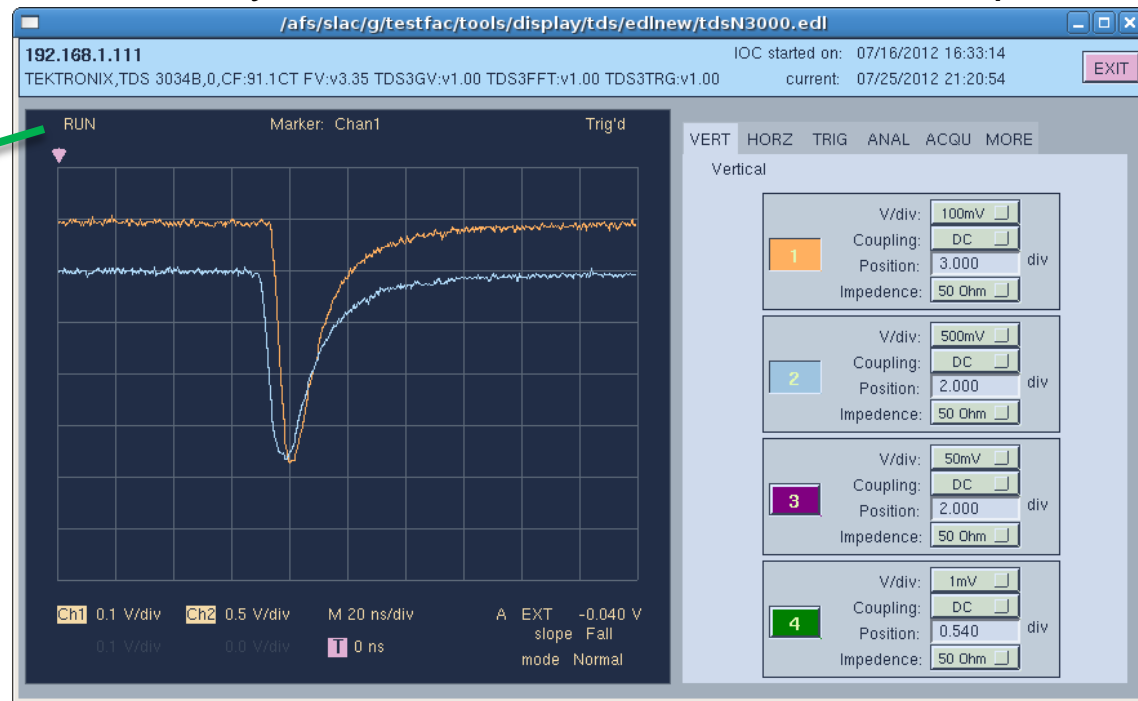 /afs/slac/g/testfac/tools/display/tds/edlnew/tdsN3000.edl
192.168.1.111
IOC started on: 07/16/2012 16:33:14
TEKTRONIX,TDS 3034B,0,CF:91.1CT FV:v3.35 TDS3GV:v1.00 TDS3FFT:v1.00 TDS3TRG:v1.00
current: 07/25/2012 21:20:54
EXIT
RUN Marker: Chan1 Trig'd
VERT HORZ TRIG ANAL ACQU MORE
Vertical
1
V/div: 100mV
Coupling: DC
Position: 3.000 div
Impedence: 50 Ohm
2
V/div: 500mV
Coupling: DC
Position: 2.000 div
Impedence: 50 Ohm
3
V/div: 50mV
Coupling: DC
Position: 2.000 div
Impedence: 50 Ohm
4
V/div: 1mV
Coupling: DC
Position: 0.540 div
Impedence: 50 Ohm
Ch1 0.1 V/div Ch2 0.5 V/div M 20 ns/div A EXT -0.040 V
slope Fall
0.1 V/div 0.0 V/div T 0 ns
mode Normal